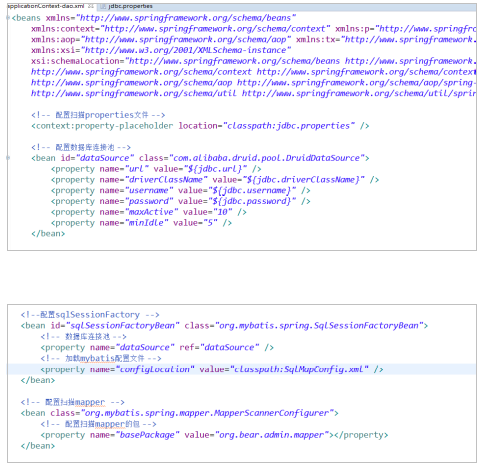 applicationContext-dao.xml jdbc.properties
<beans xmlns="http://www.springframework.org/schema/beans"
xmlns:context="http://www.springframework.org/schema/context" xmlns:p="http://www.springfra
xmlns:aop="http://www.springframework.org/schema/aop" xmlns:tx="http://www.springframework.
xmlns:xsi="http://www.w3.org/2001/XMLSchema-instance"
xsi:schemaLocation="http://www.springframework.org/schema/beans http://www.springframework.
http://www.springframework.org/schema/context http://www.springframework.org/schema/context
http://www.springframework.org/schema/aop http://www.springframework.org/schema/aop/spring-
http://www.springframework.org/schema/util http://www.springframework.org/schema/util/sprin
<!-- 配置扫描properties文件 -->
<context:property-placeholder location="classpath:jdbc.properties" />
<!-- 配置数据库连接池 -->
<bean id="dataSource" class="com.alibaba.druid.pool.DruidDataSource">
<property name="url" value="${jdbc.url}" />
<property name="driverClassName" value="${jdbc.driverClassName}" />
<property name="username" value="${jdbc.username}" />
<property name="password" value="${jdbc.password}" />
<property name="maxActive" value="10" />
<property name="minIdle" value="5" />
</bean>
<!--配置sqlSessionFactory -->
<bean id="sqlSessionFactoryBean" class="org.mybatis.spring.SqlSessionFactoryBean">
<!-- 数据库连接池 -->
<property name="dataSource" ref="dataSource" />
<!-- 加载mybatis配置文件 -->
<property name="configLocation" value="classpath:SqlMapConfig.xml" />
</bean>
<!-- 配置扫描mapper -->
<bean class="org.mybatis.spring.mapper.MapperScannerConfigurer">
<!-- 配置扫描mapper的包 -->
<property name="basePackage" value="org.bear.admin.mapper"></property>
</bean>